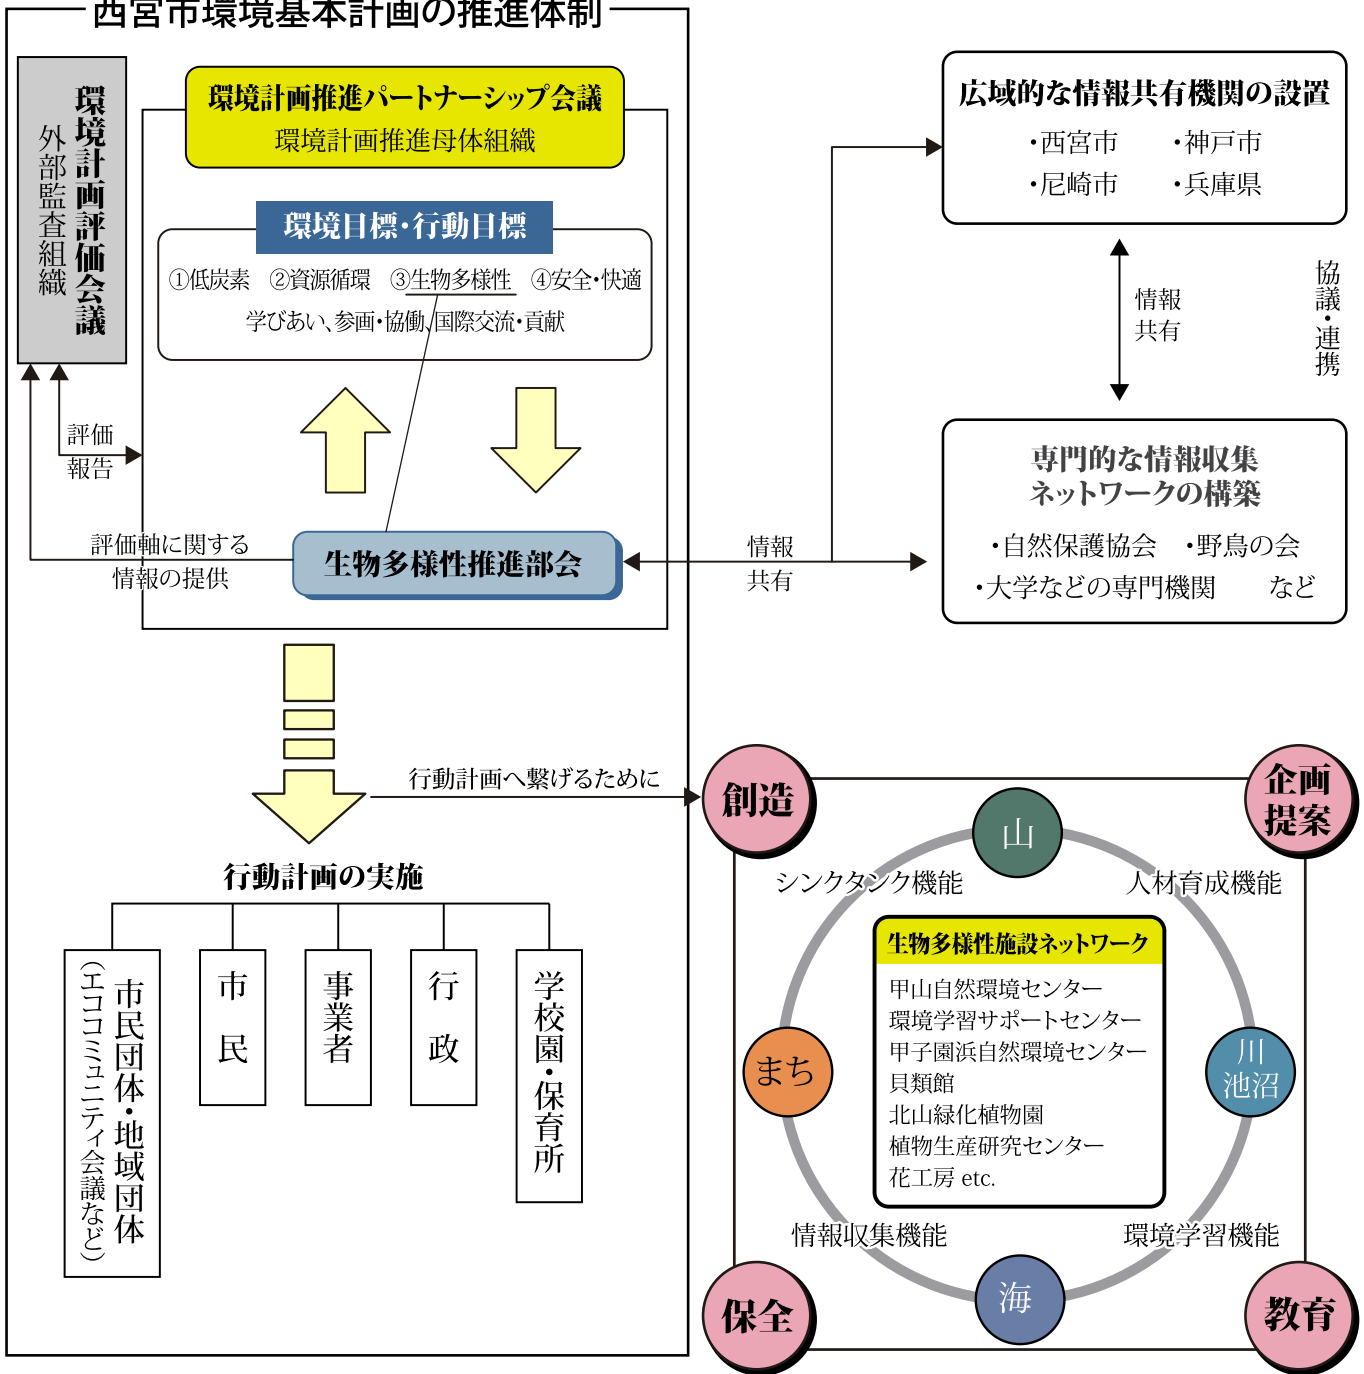 西宮市環境基本計画の推進体制
環境計画評価会議
外部監査組織
環境計画推進パートナーシップ会議
環境計画推進母体組織
環境目標・行動目標
①低炭素 ②資源循環 ③生物多様性 ④安全・快適
学びあい、参画・協働、国際交流・貢献
評価
報告
評価軸に関する
情報の提供
生物多様性推進部会
情報
共有
広域的な情報共有機関の設置
・西宮市 ・神戸市
・尼崎市 ・兵庫県
情報
共有
協議・連携
専門的な情報収集
ネットワークの構築
・自然保護協会 ・野鳥の会
・大学などの専門機関 など
行動計画へ繋げるために
行動計画の実施
市民団体・地域団体
(エココミュニティ会議など)
市民
事業者
行政
学校園・保育所
創造
企画
提案
山
シンクタンク機能
人材育成機能
生物多様性施設ネットワーク
甲山自然環境センター
環境学習サポートセンター
甲子園浜自然環境センター
貝類館
北山緑化植物園
植物生産研究センター
花工房 etc.
まち
川
池沼
情報収集機能
環境学習機能
海
保全
教育